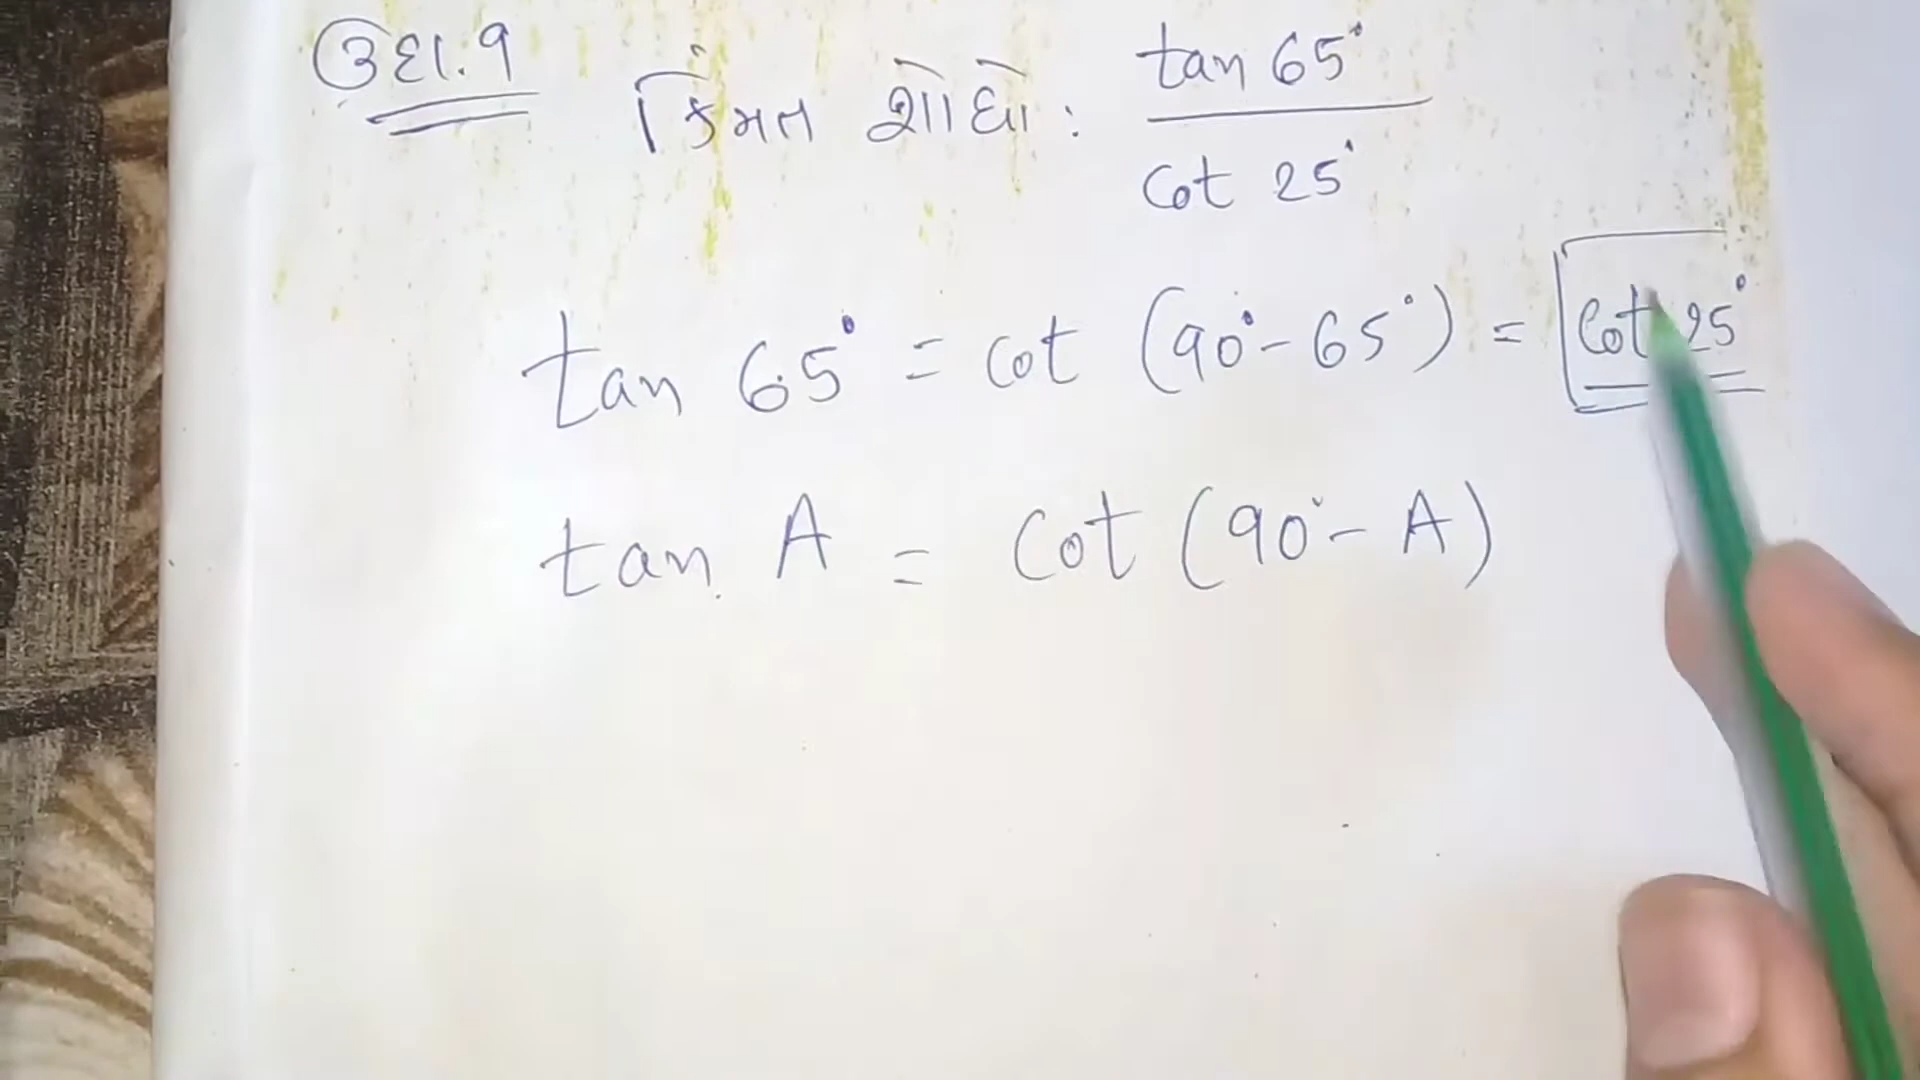 ઉદા.૧ કિંમત શોધો : tan 65° / cot 25°
tan 65° = cot (90° - 65°) = cot 25°
tan A = cot (90° - A)